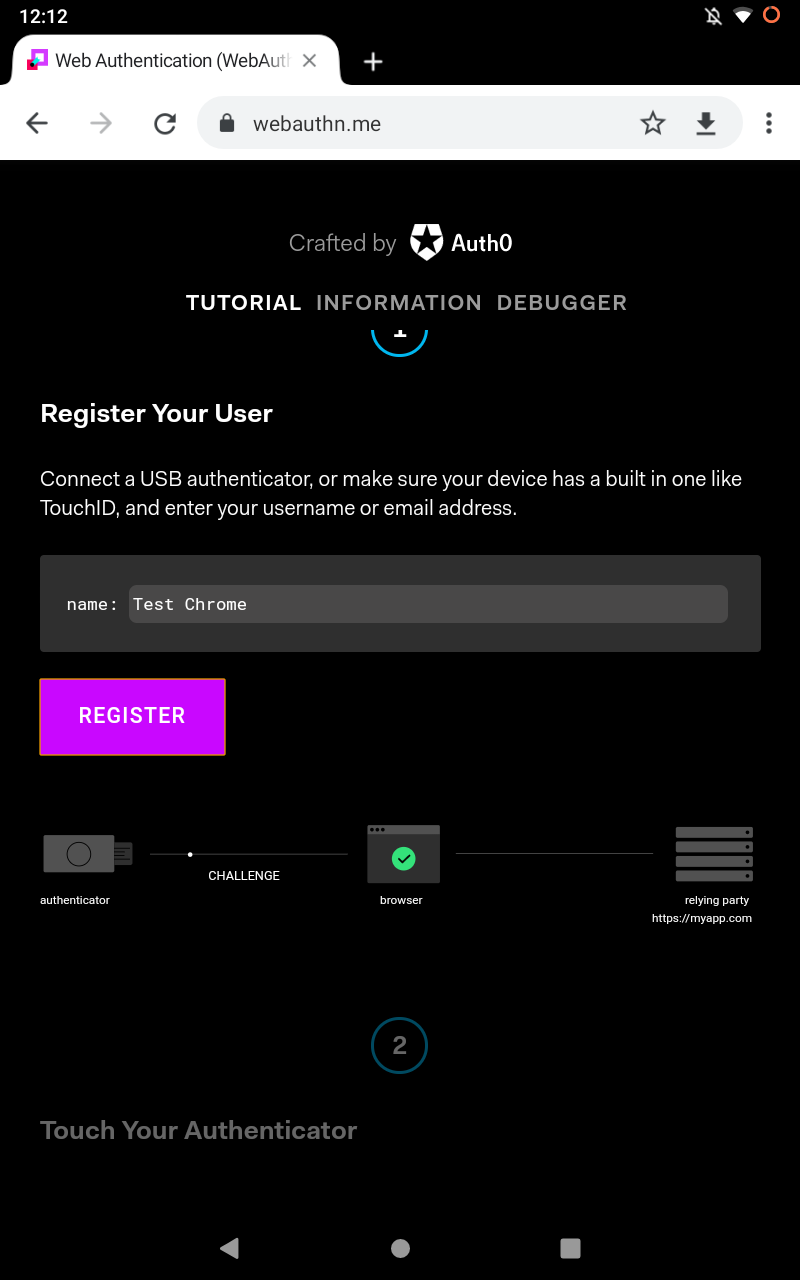 12:12
Web Authentication (WebAuth
webauthn.me
Crafted by Auth0
TUTORIAL INFORMATION DEBUGGER
1
Register Your User
Connect a USB authenticator, or make sure your device has a built in one like
TouchID, and enter your username or email address.
name: Test Chrome
REGISTER
CHALLENGE
authenticator browser relying party
https://myapp.com
2
Touch Your Authenticator